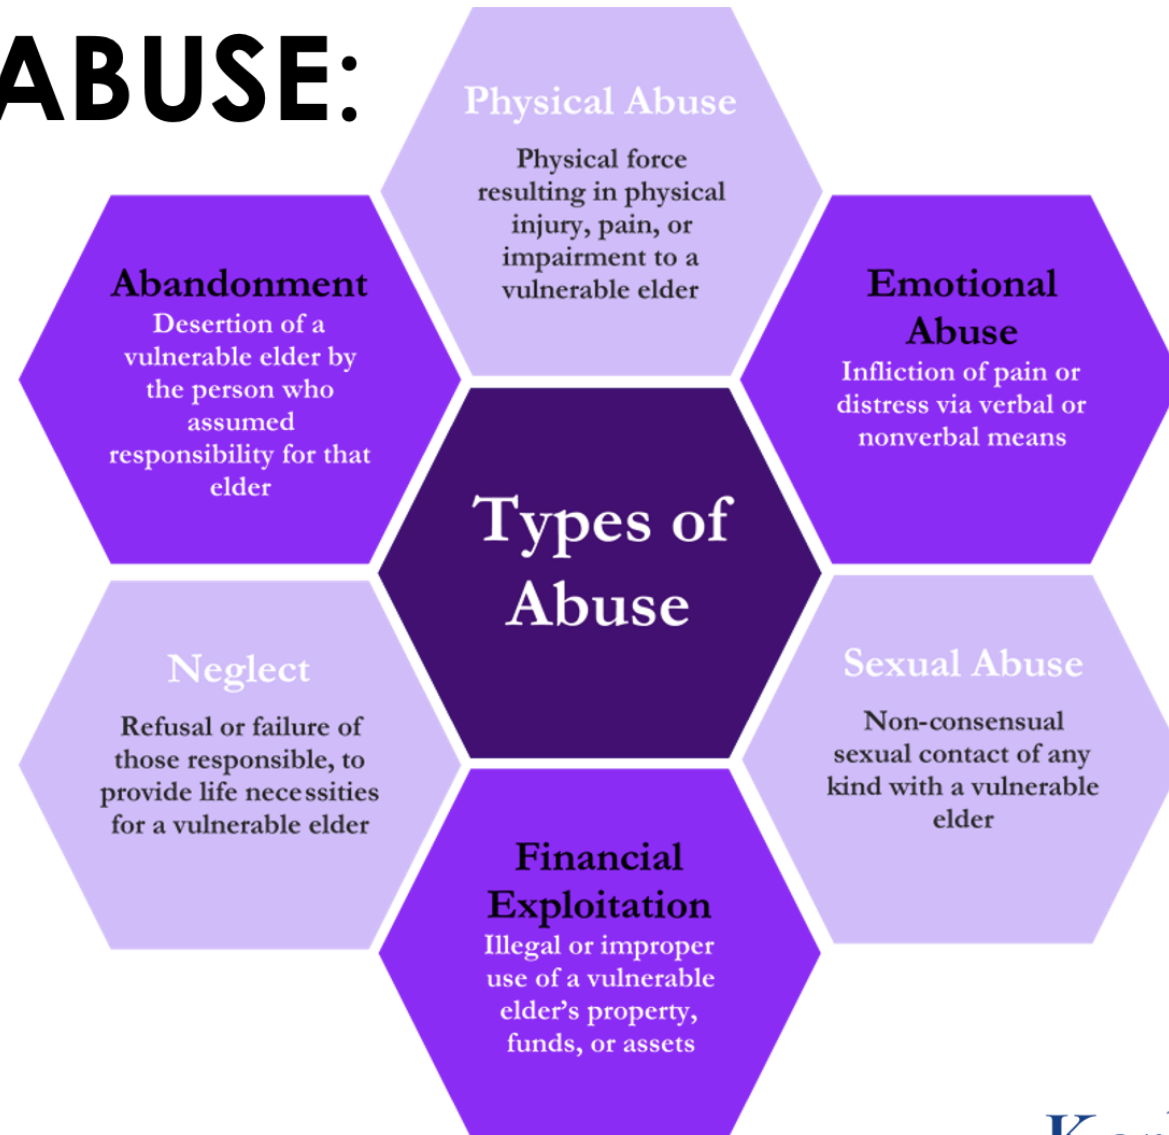 ABUSE:
Physical Abuse
Physical force
resulting in physical
injury, pain, or
impairment to a
vulnerable elder
Abandonment
Desertion of a
vulnerable elder by
the person who
assumed
responsibility for that
elder
Emotional
Abuse
Infliction of pain or
distress via verbal or
nonverbal means
Types of
Abuse
Neglect
Refusal or failure of
those responsible, to
provide life necessities
for a vulnerable elder
Sexual Abuse
Non-consensual
sexual contact of any
kind with a vulnerable
elder
Financial
Exploitation
Illegal or improper
use of a vulnerable
elder's property,
funds, or assets